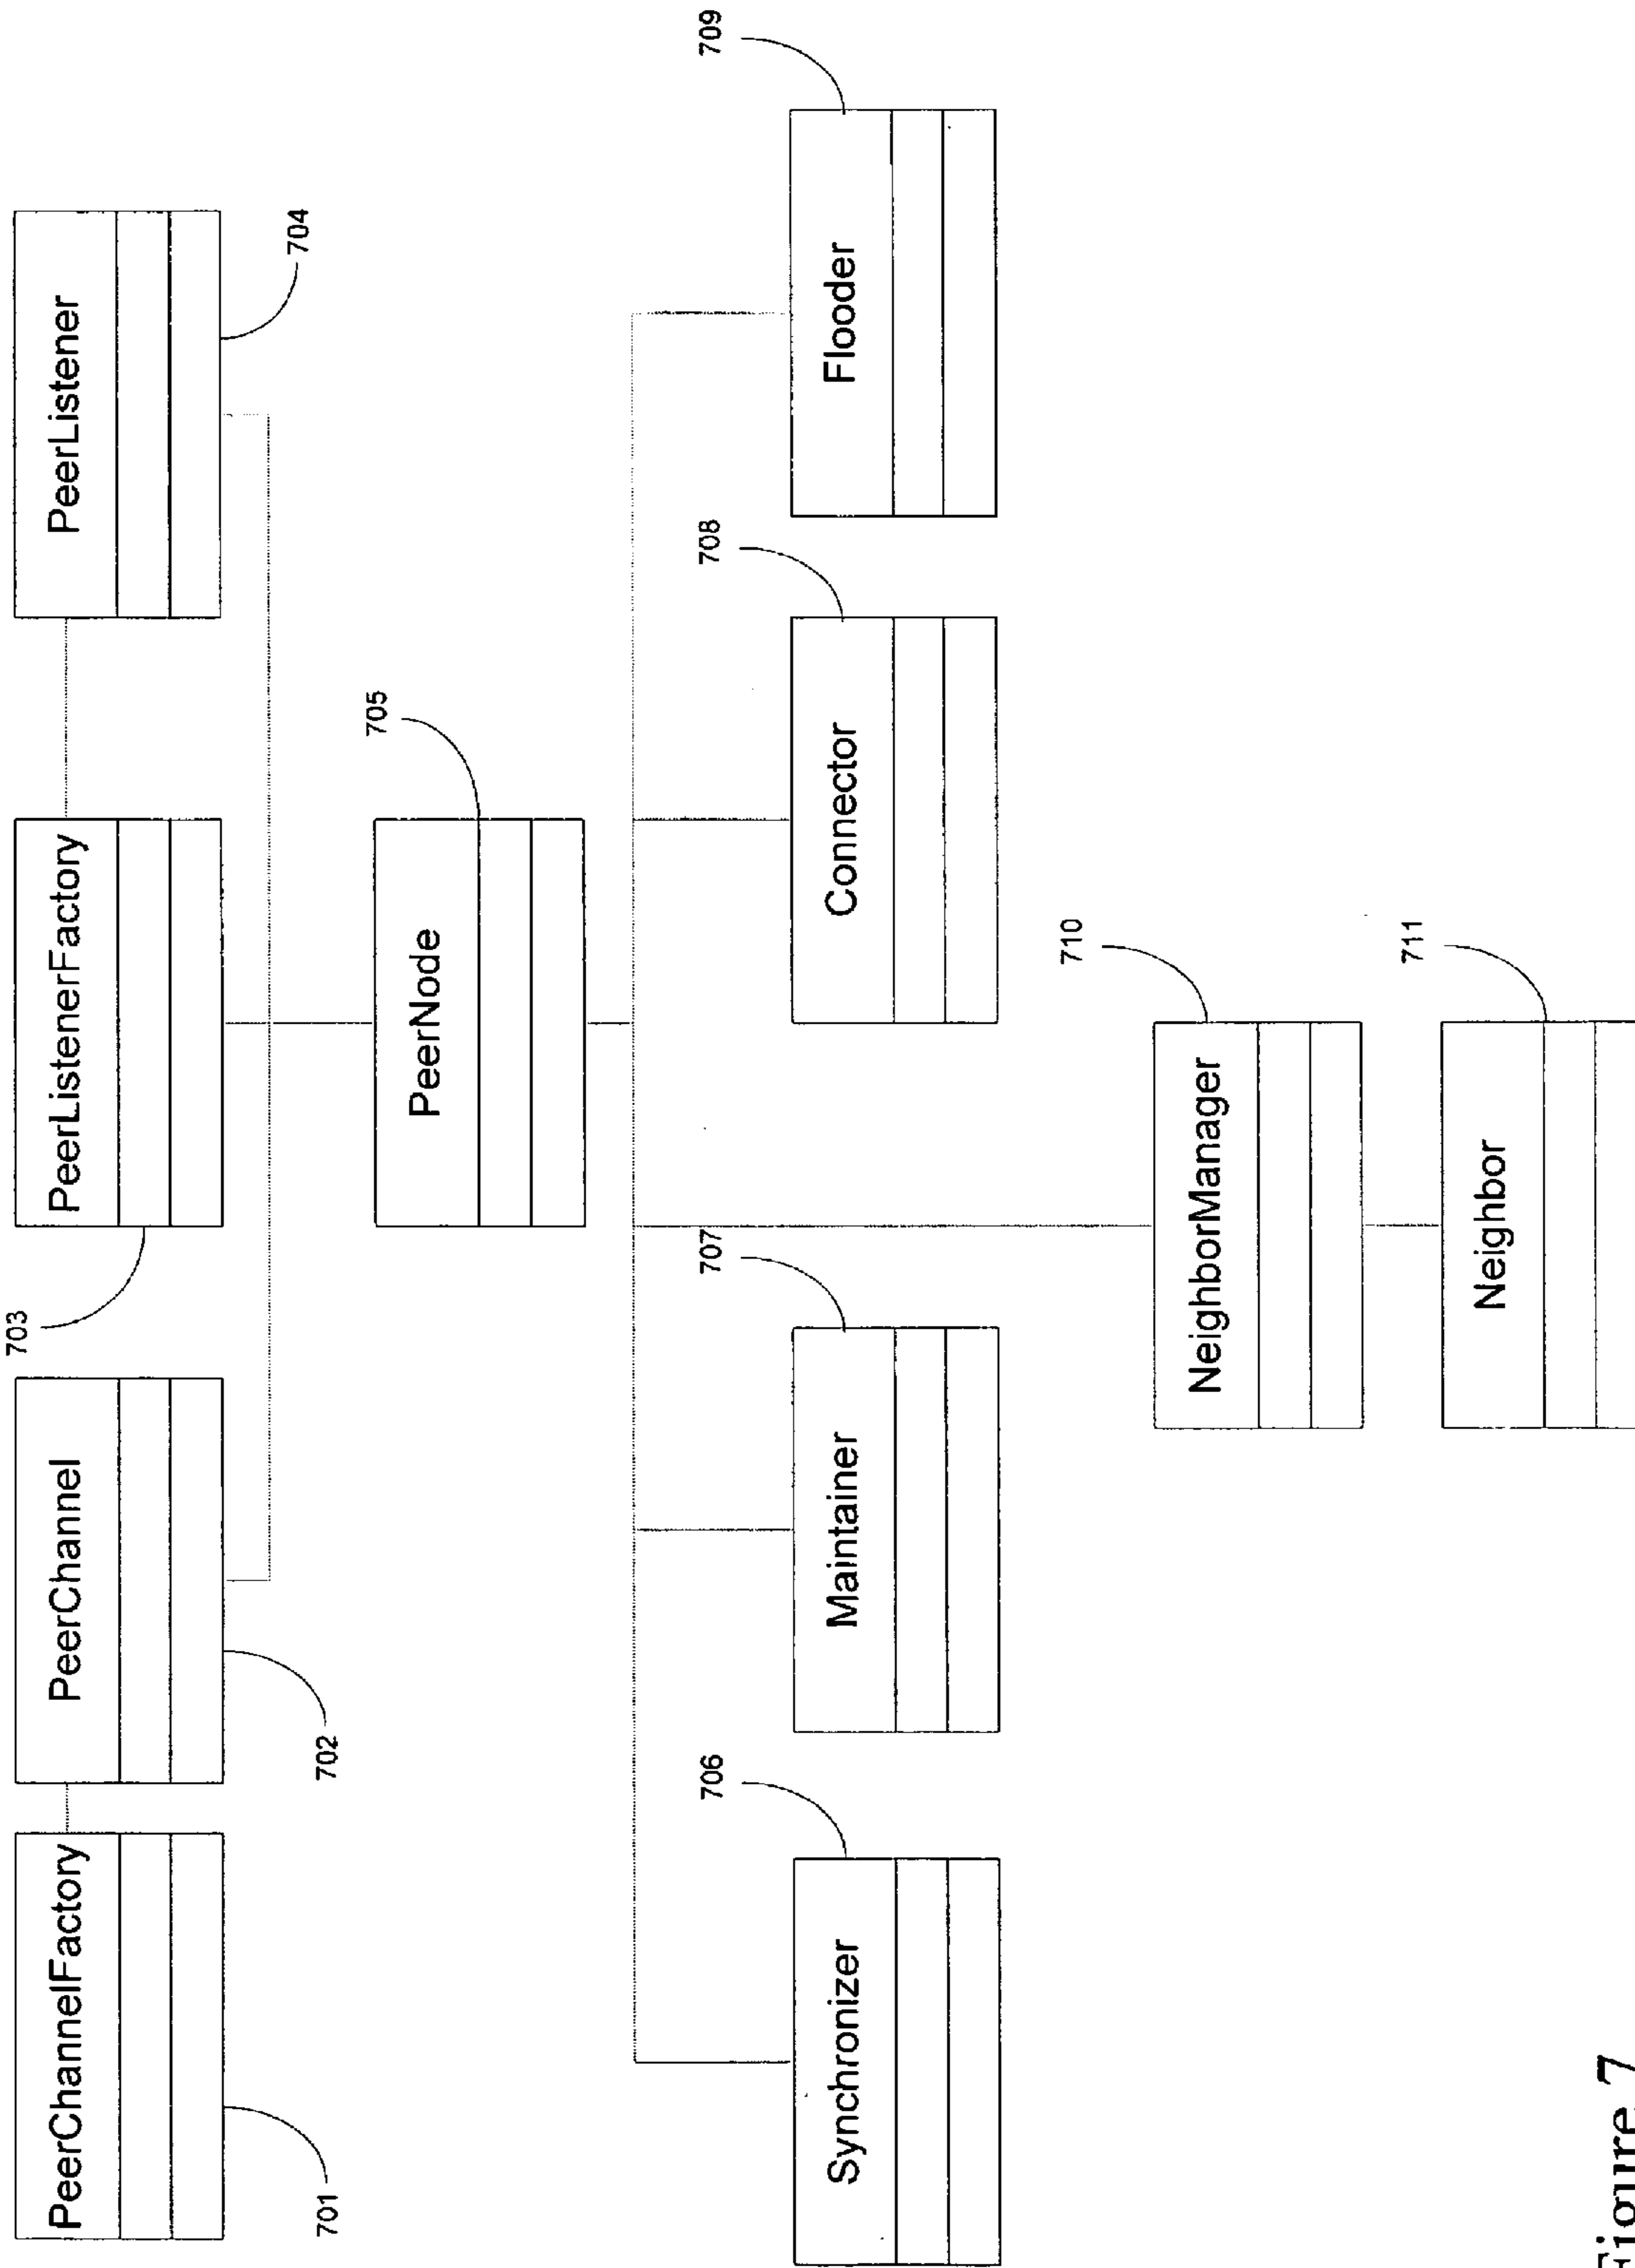 PeerChannelFactory
701
PeerChannel
702
PeerListenerFactory
703
PeerListener
704
PeerNode
705
Synchronizer
706
Maintainer
707
Connector
708
Flooder
709
NeighborManager
710
Neighbor
711
Figure 7